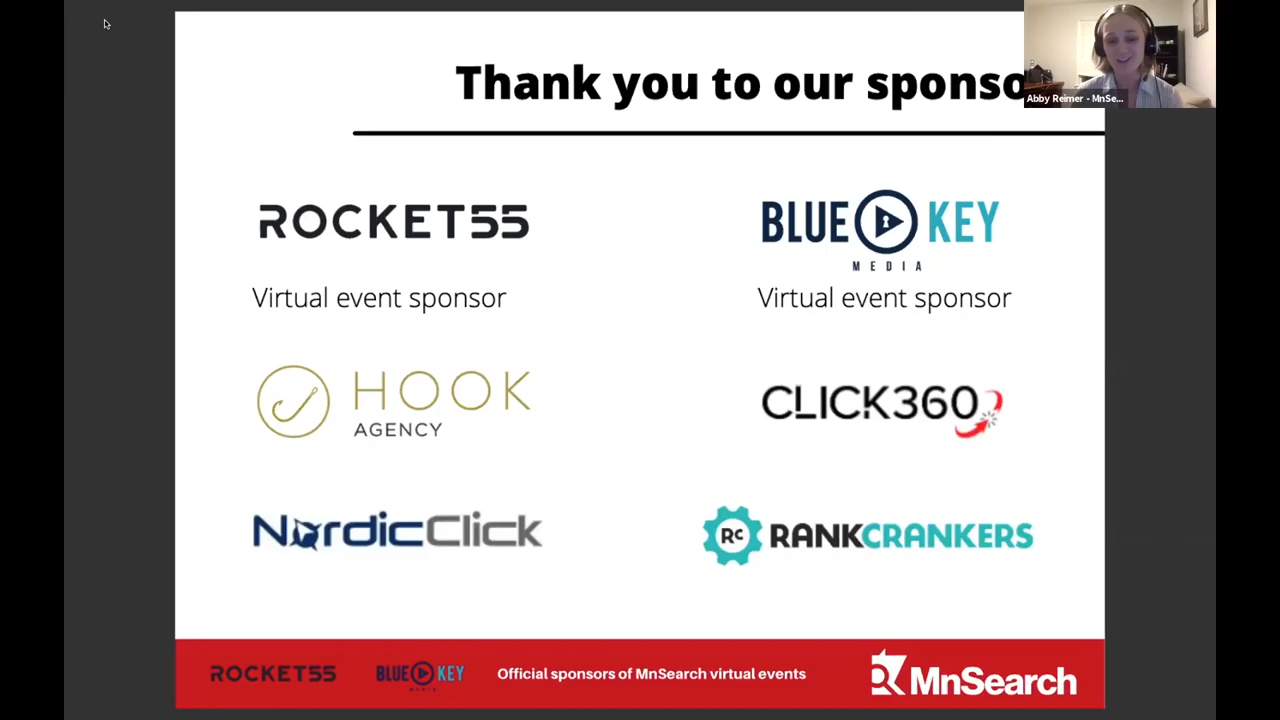 Thank you to our sponso
Abby Reimer - MnSe...
ROCKET55
BLUE KEY
MEDIA
Virtual event sponsor
Virtual event sponsor
HOOK
AGENCY
CLICK360
NordicClick
Rc RANKCRANKERS
ROCKET55
BLUE KEY
MEDIA
Official sponsors of MnSearch virtual events
MnSearch